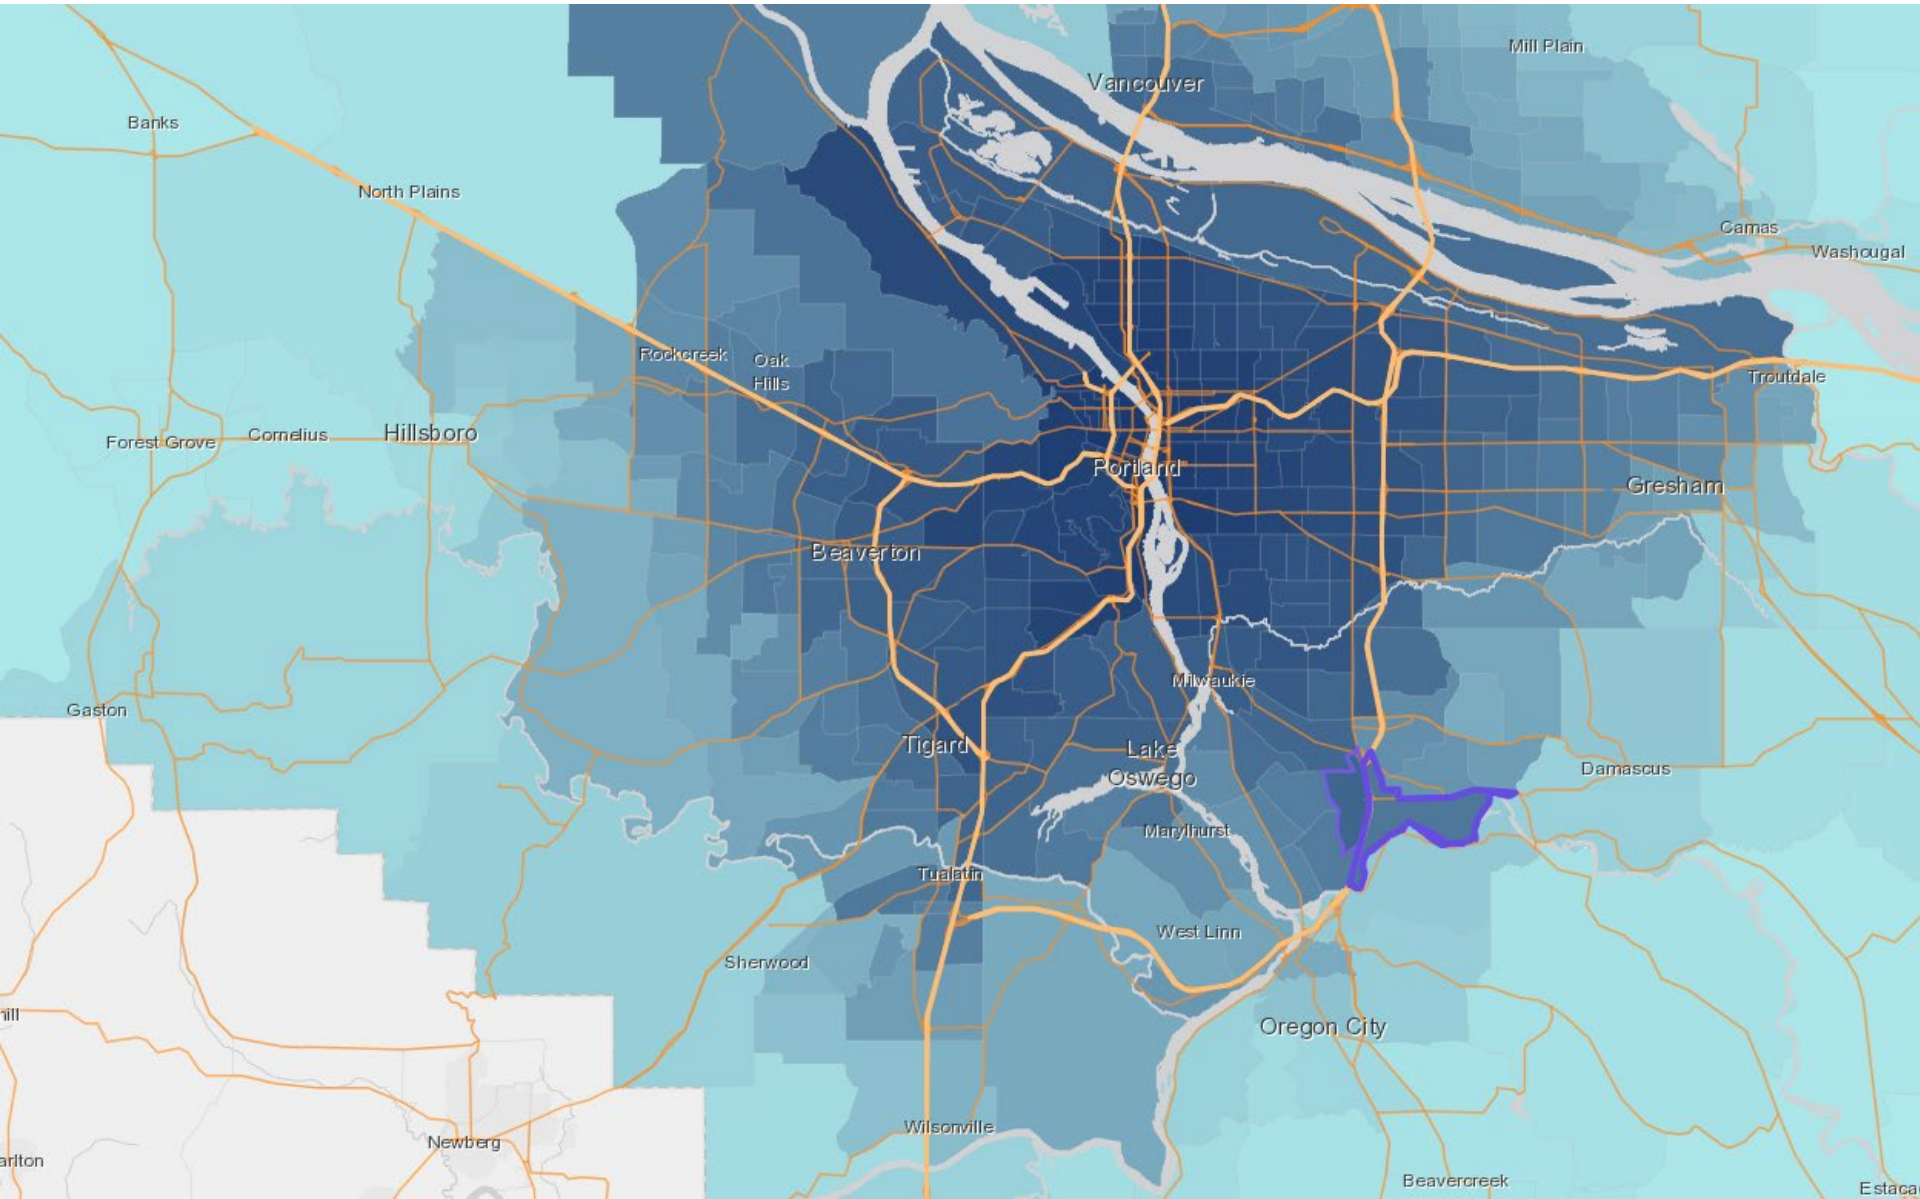 Mill Plain
Vancouver
Banks
North Plains
Camas
Washougal
Rockcreek
Oak
Hills
Troutdale
Hillsboro
Cornelius
Forest Grove
Portland
Gresham
Beaverton
Milwaukie
Gaston
Tigard
Lake
Oswego
Damascus
Marylhurst
Tualatin
West Linn
Sherwood
Oregon City
Wilsonville
Newberg
Beavercreek